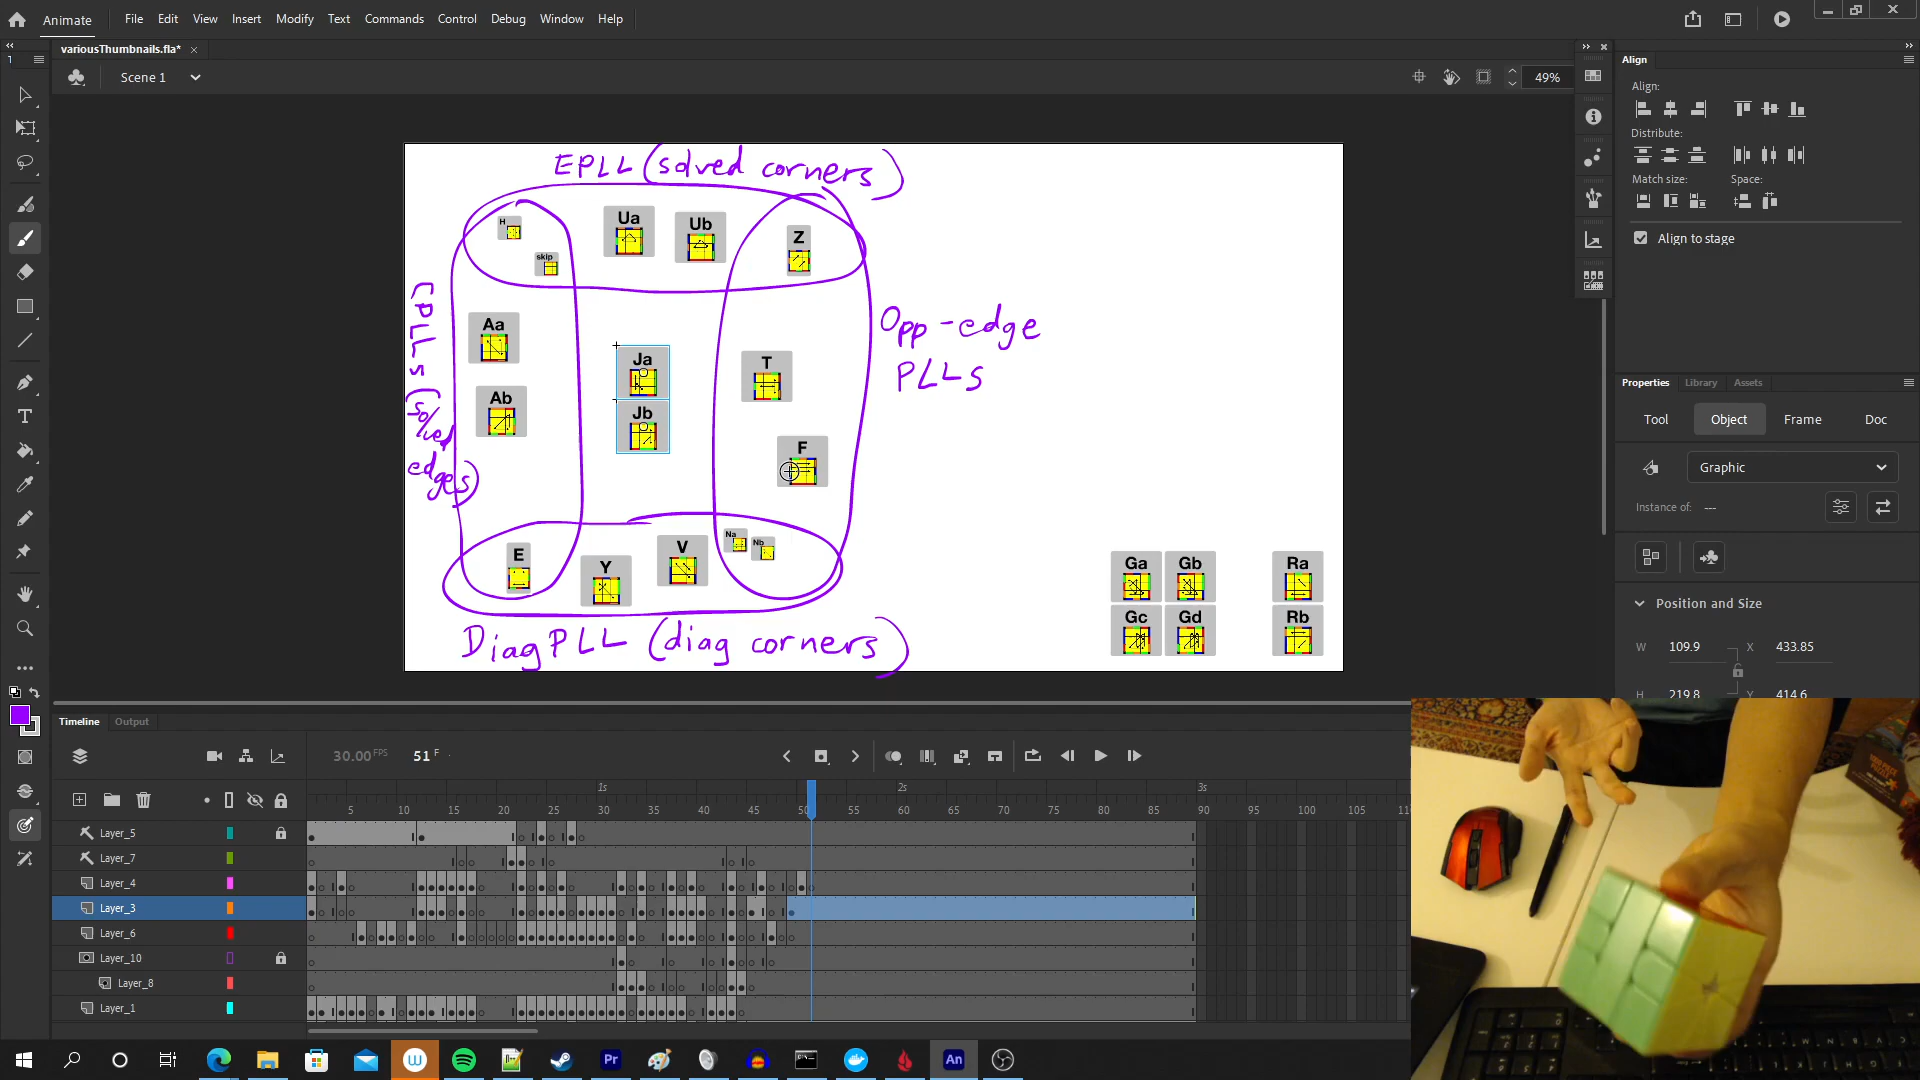 Animate File Edit View Insert Modify Text Commands Control Debug Window Help
variousThumbnails.fla* ×
Scene 1
49%
1
EPLL (solved corners)
H
skip
Ua
Ub
Z
CPLLs (solved edges)
Aa
Ab
Ja
Jb
T
F
Opp-edge
PLLs
E
Y
V
Na
Nb
DiagPLL (diag corners)
Ga Gb
Gc Gd
Ra
Rb
Align
Align:
Distribute:
Match size: Space:
Align to stage
Properties Library Assets
Tool Object Frame Doc
Graphic
Instance of: ---
Position and Size
W 109.9 X 433.85
H 219.8 Y 414.6
Timeline Output
30.00 FPS 51 F
1s 2s 3s
5 10 15 20 25 30 35 40 45 50 55 60 65 70 75 80 85 90 95 100 105
Layer_5
Layer_7
Layer_4
Layer_3
Layer_6
Layer_10
Layer_8
Layer_1
W
Pr
An